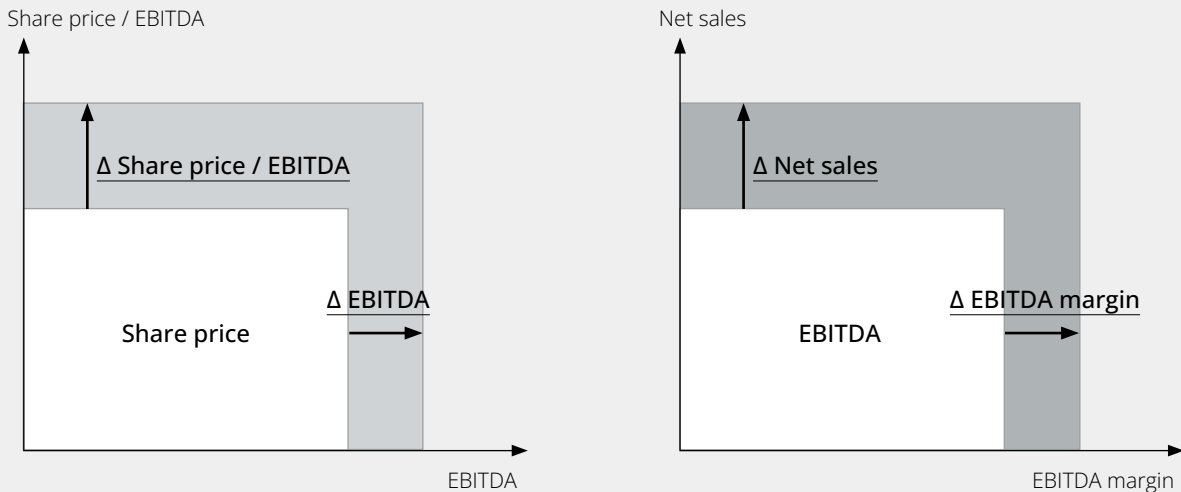 Share price / EBITDA
Δ Share price / EBITDA
Δ EBITDA
Share price
EBITDA
Net sales
Δ Net sales
Δ EBITDA margin
EBITDA
EBITDA margin